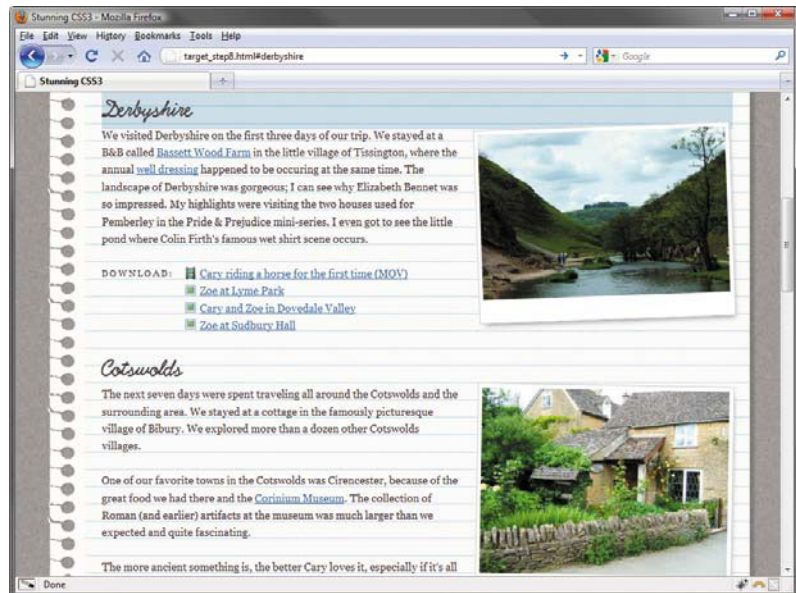 Stunning CSS3 - Mozilla Firefox
File Edit View History Bookmarks Tools Help
target_step8.html#derbyshire
Google
Stunning CSS3
Derbyshire
We visited Derbyshire on the first three days of our trip. We stayed at a
B&B called Bassett Wood Farm in the little village of Tissington, where the
annual well dressing happened to be occuring at the same time. The
landscape of Derbyshire was gorgeous; I can see why Elizabeth Bennet was
so impressed. My highlights were visiting the two houses used for
Pemberley in the Pride & Prejudice mini-series. I even got to see the little
pond where Colin Firth's famous wet shirt scene occurs.
DOWNLOAD: Cary riding a horse for the first time (MOV)
Zoe at Lyme Park
Cary and Zoe in Dovedale Valley
Zoe at Sudbury Hall
Cotswolds
The next seven days were spent traveling all around the Cotswolds and the
surrounding area. We stayed at a cottage in the famously picturesque
village of Bibury. We explored more than a dozen other Cotswolds
villages.
One of our favorite towns in the Cotswolds was Cirencester, because of the
great food we had there and the Corinium Museum. The collection of
Roman (and earlier) artifacts at the museum was much larger than we
expected and quite fascinating.
The more ancient something is, the better Cary loves it, especially if it's all
Done